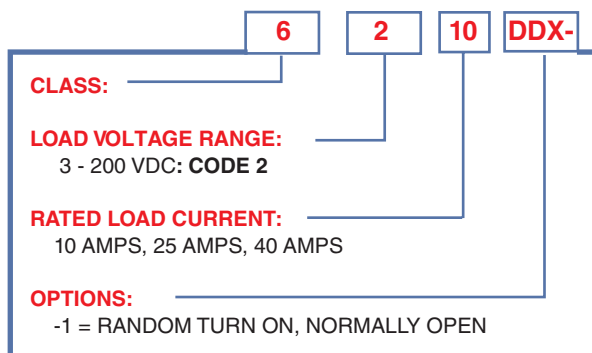 6 2 10 DDX-
CLASS:
LOAD VOLTAGE RANGE:
3 - 200 VDC: CODE 2
RATED LOAD CURRENT:
10 AMPS, 25 AMPS, 40 AMPS
OPTIONS:
-1 = RANDOM TURN ON, NORMALLY OPEN